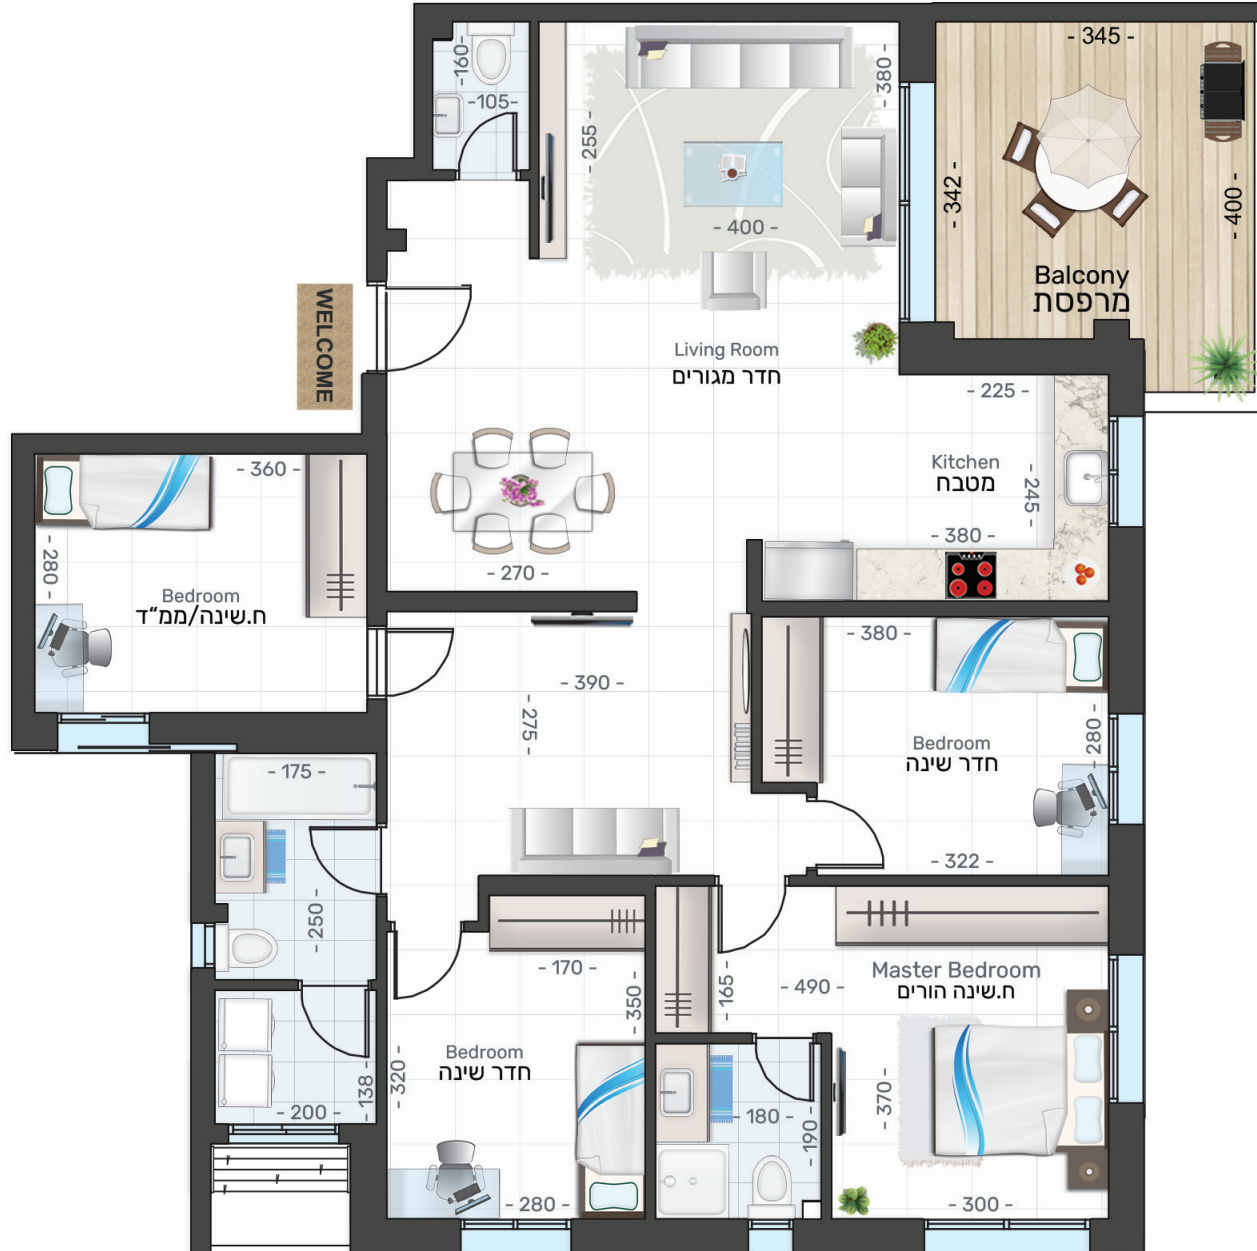 - 345 -
- 160 -
- 105 -
- 380 -
- 255 -
- 342 -
- 400 -
- 400 -
Balcony
מרפסת
WELCOME
Living Room
חדר מגורים
- 225 -
Kitchen
מטבח
- 245 -
- 360 -
- 380 -
- 270 -
- 280 -
Bedroom
ח.שינה/ממ“ד
- 380 -
- 390 -
- 275 -
Bedroom
חדר שינה
- 280 -
- 175 -
- 322 -
- 250 -
- 170 -
- 350 -
- 165 -
- 490 -
Master Bedroom
ח.שינה הורים
Bedroom
חדר שינה
- 320 -
- 138 -
- 200 -
- 180 -
- 190 -
- 370 -
- 280 -
- 300 -